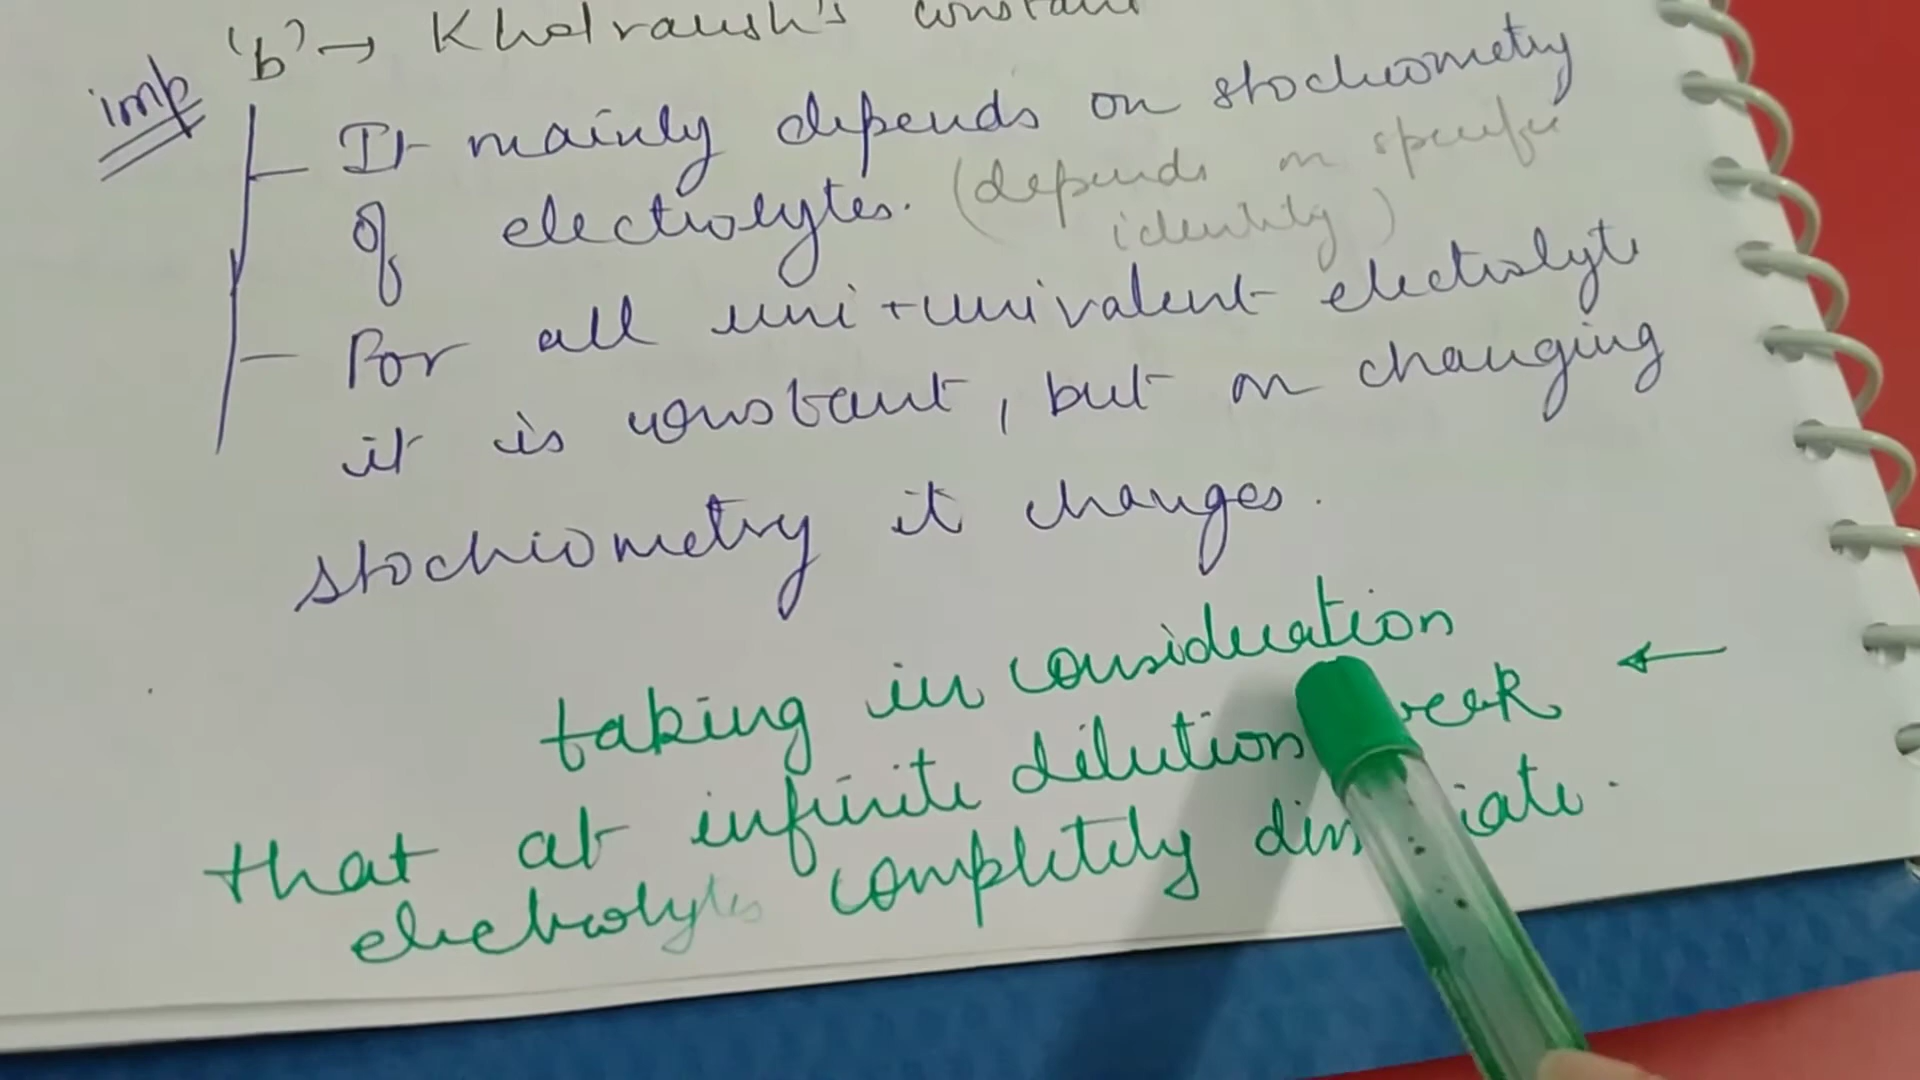 'b' → Kholraush's constant
imp
It mainly depends on stochiometry
of electrolytes. (depends on specific
identity)
For all uni+univalent electrolyte
it is constant, but on changing
stochiometry it changes.
taking in consideration ←
that at infinite dilution
electrolytes completely